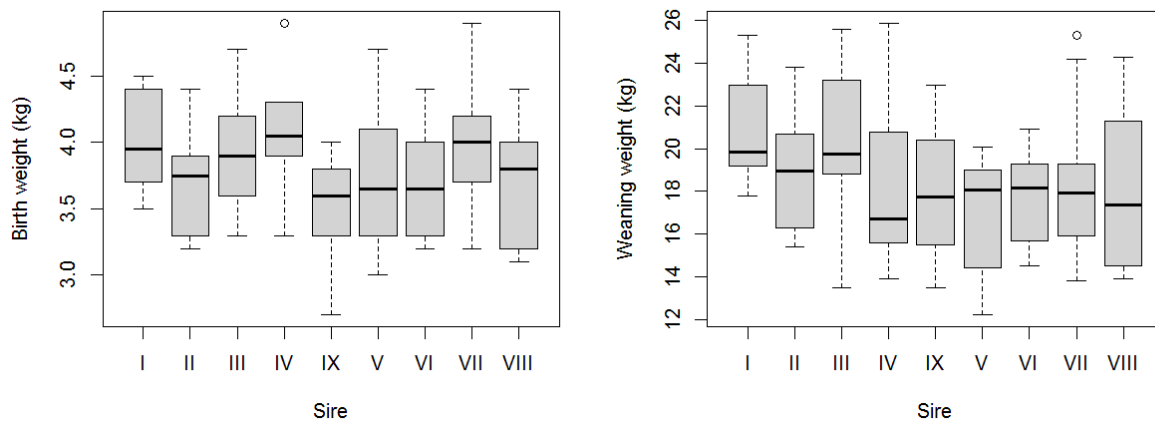 Birth weight (kg)
4.5
4.0
3.5
3.0
I II III IV IX V VI VII VIII
Sire
Weaning weight (kg)
26
24
22
20
18
16
14
12
I II III IV IX V VI VII VIII
Sire